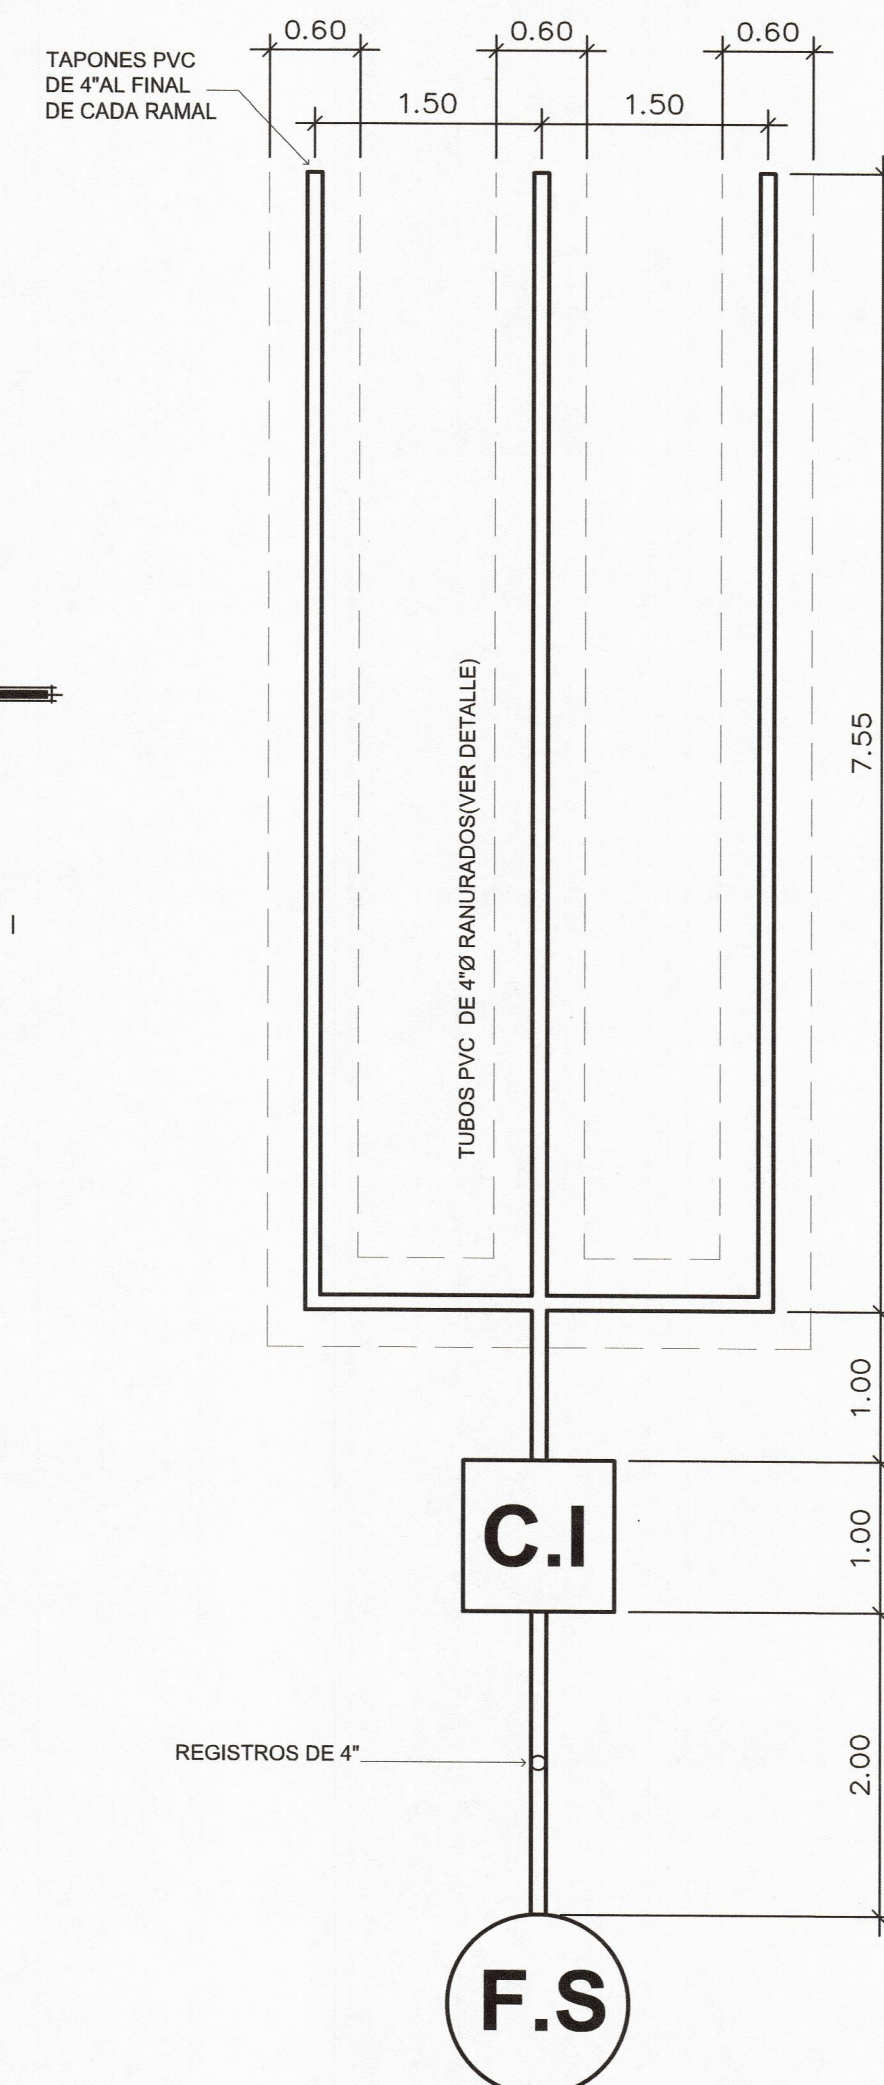 0.60
0.60
0.60
TAPONES PVC
DE 4"AL FINAL
DE CADA RAMAL
1.50
1.50
TUBOS PVC DE 4"Ø RANURADOS(VER DETALLE)
7.55
1.00
C.I
1.00
REGISTROS DE 4"
2.00
F.S